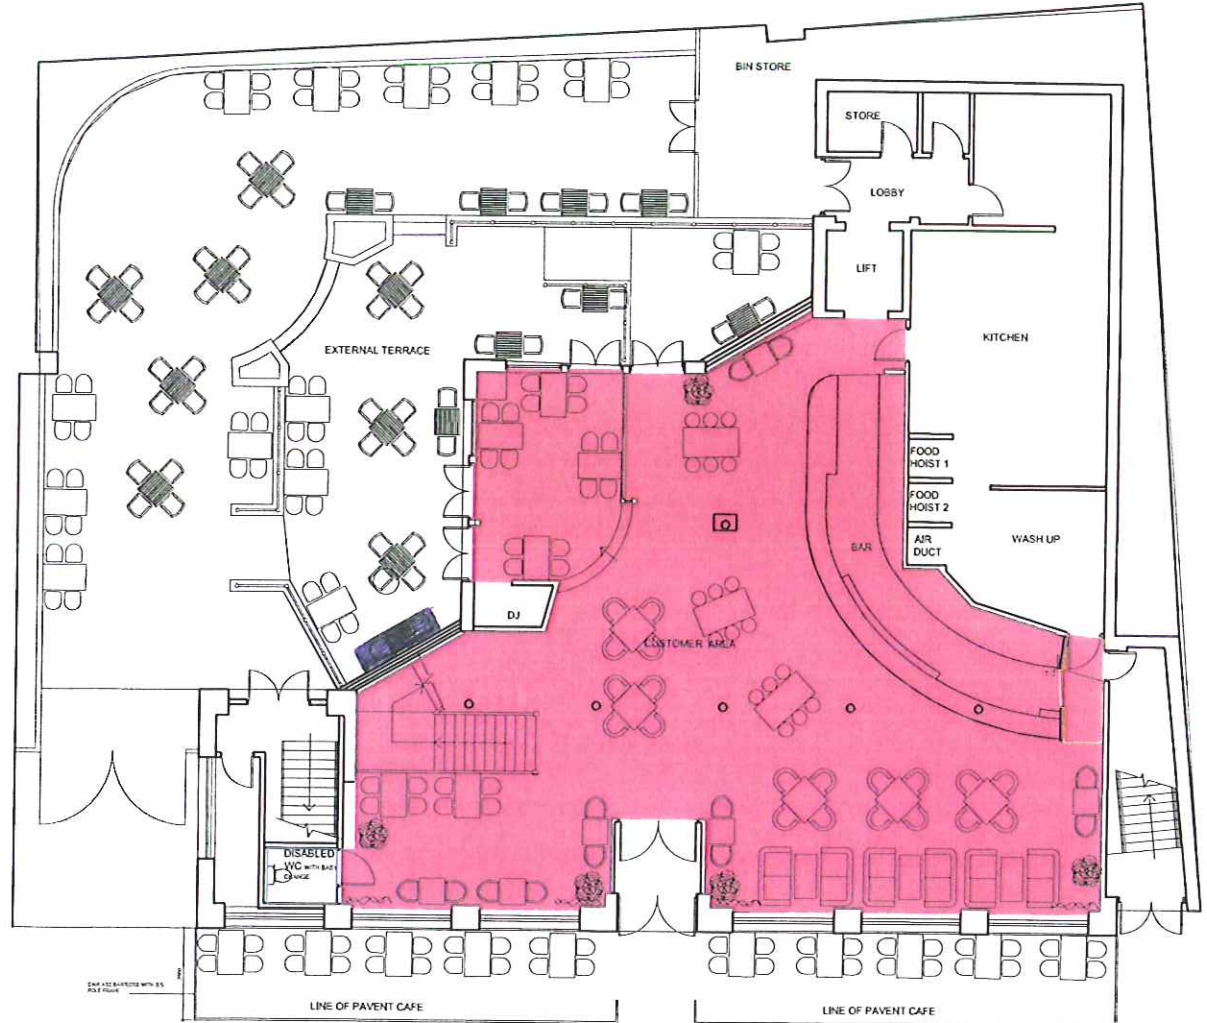 BIN STORE
STORE
LOBBY
LIFT
KITCHEN
EXTERNAL TERRACE
FOOD
HOIST 1
FOOD
HOIST 2
AIR
DUCT
WASH UP
BAR
DJ
CUSTOMER AREA
DISABLED
WC WITH BABY
CHANGE
LINE OF PAVENT CAFE
LINE OF PAVENT CAFE